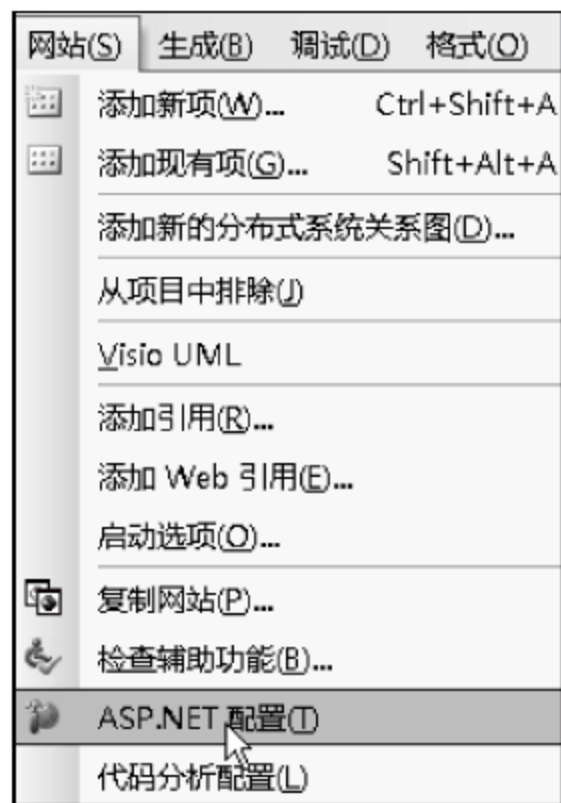 网站(S) 生成(B) 调试(D) 格式(O)
添加新项(W)... Ctrl+Shift+A
添加现有项(G)... Shift+Alt+A
添加新的分布式系统关系图(D)...
从项目中排除(J)
Visio UML
添加引用(R)...
添加 Web 引用(E)...
启动选项(O)...
复制网站(P)...
检查辅助功能(B)...
ASP.NET 配置(T)
代码分析配置(L)